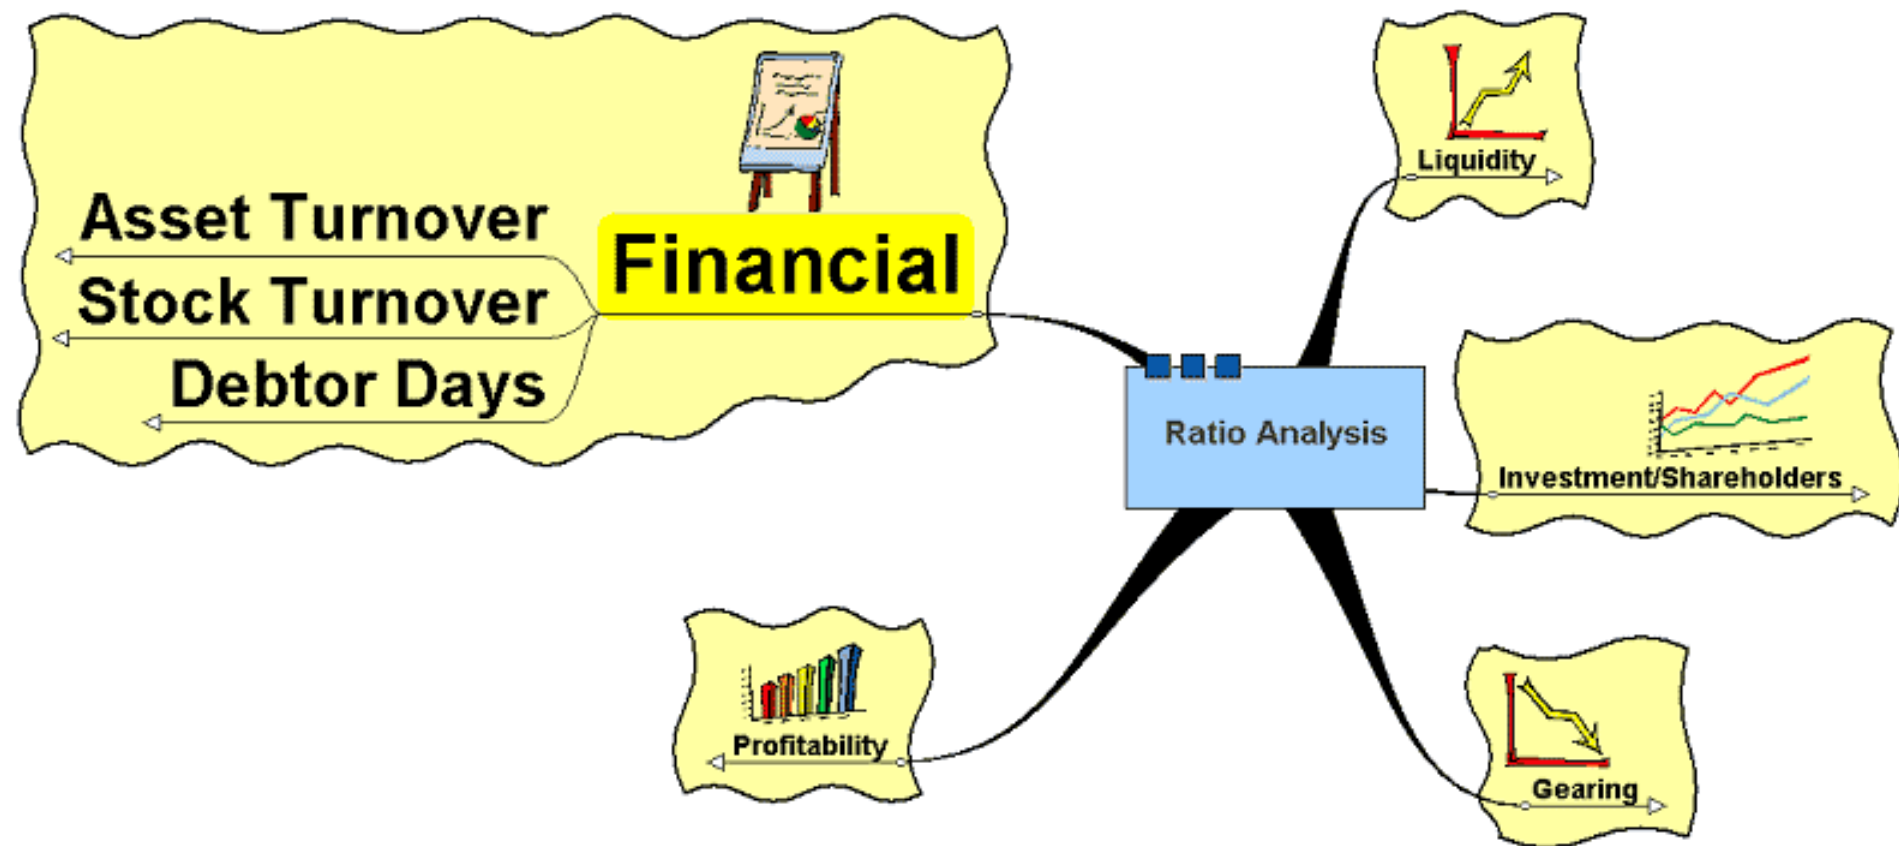 Financial
Asset Turnover
Stock Turnover
Debtor Days
Liquidity
Ratio Analysis
Investment/Shareholders
Profitability
Gearing